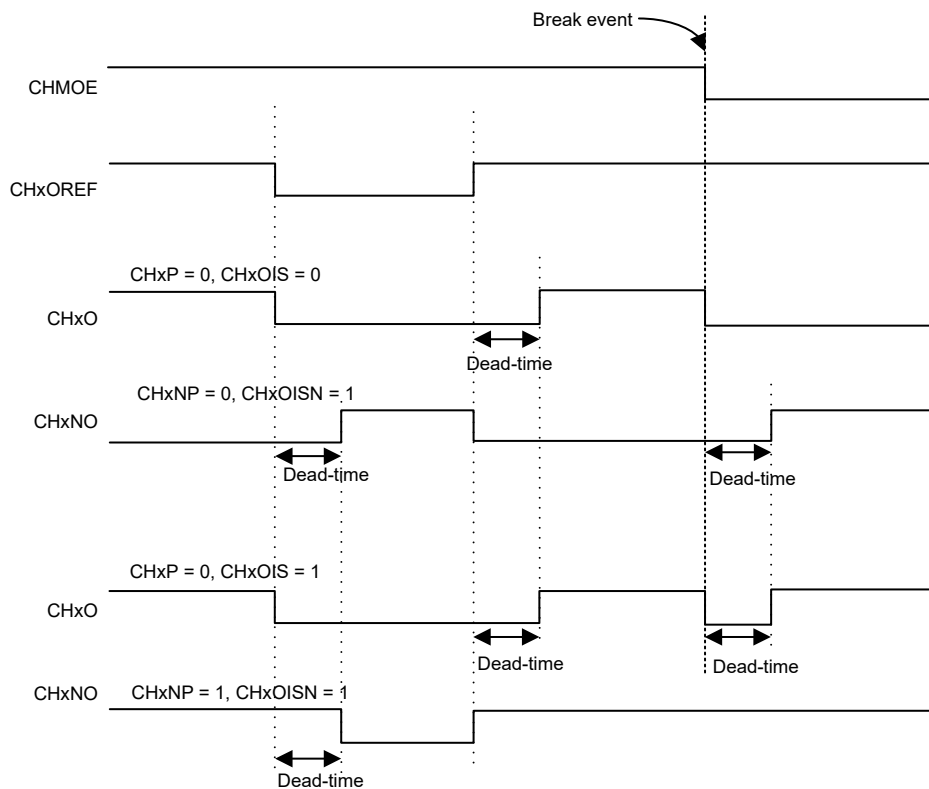 Break event
CHMOE
CHxOREF
CHxP = 0, CHxOIS = 0
CHxO
Dead-time
CHxNP = 0, CHxOISN = 1
CHxNO
Dead-time
Dead-time
CHxP = 0, CHxOIS = 1
CHxO
Dead-time
Dead-time
CHxNO
CHxNP = 1, CHxOISN = 1
Dead-time